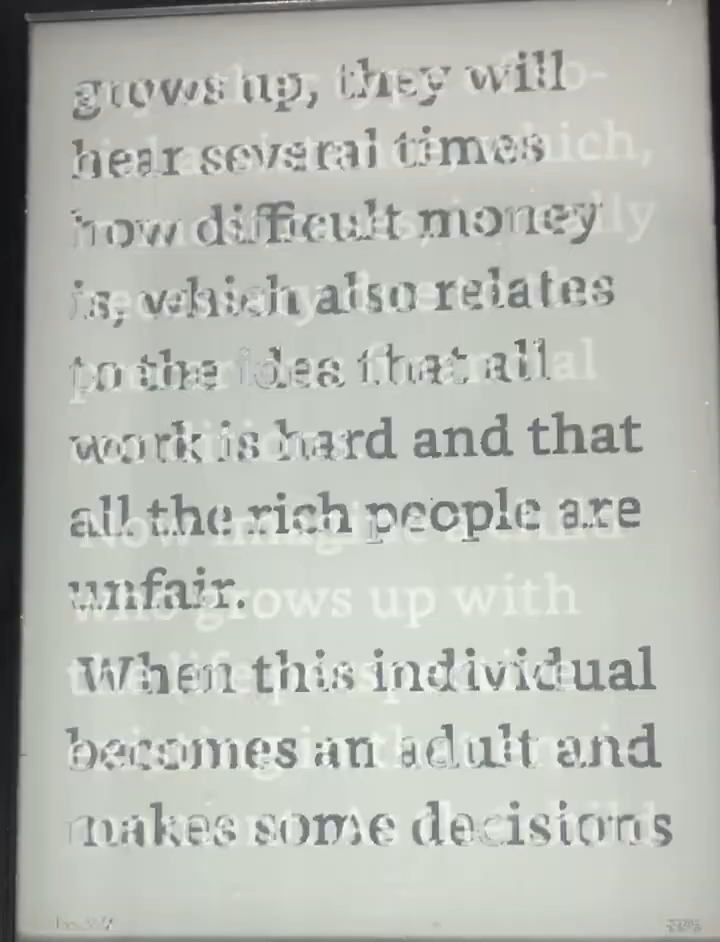 grows up, they will
hear several times
how difficult money
is, which also relates
to the idea that all
work is hard and that
all the rich people are
unfair.
When this individual
becomes an adult and
makes some decisions